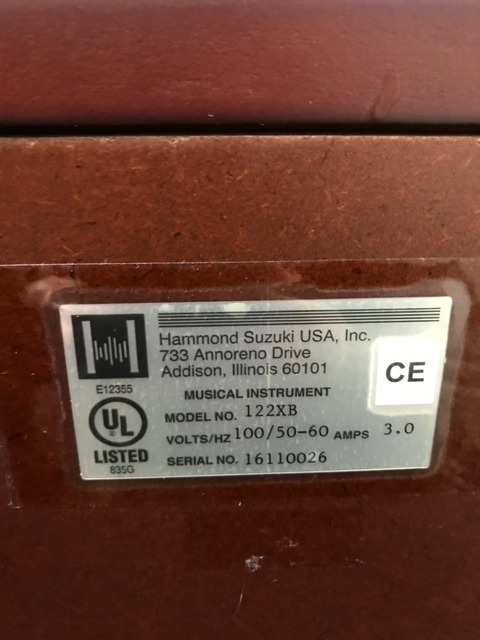 Hammond Suzuki USA, Inc.
733 Annoreno Drive
Addison, Illinois 60101
CE
E12355
MUSICAL INSTRUMENT
UL
MODEL NO. 122XB
VOLTS/HZ 100/50-60 AMPS 3.0
LISTED
835G
SERIAL NO. 16110026